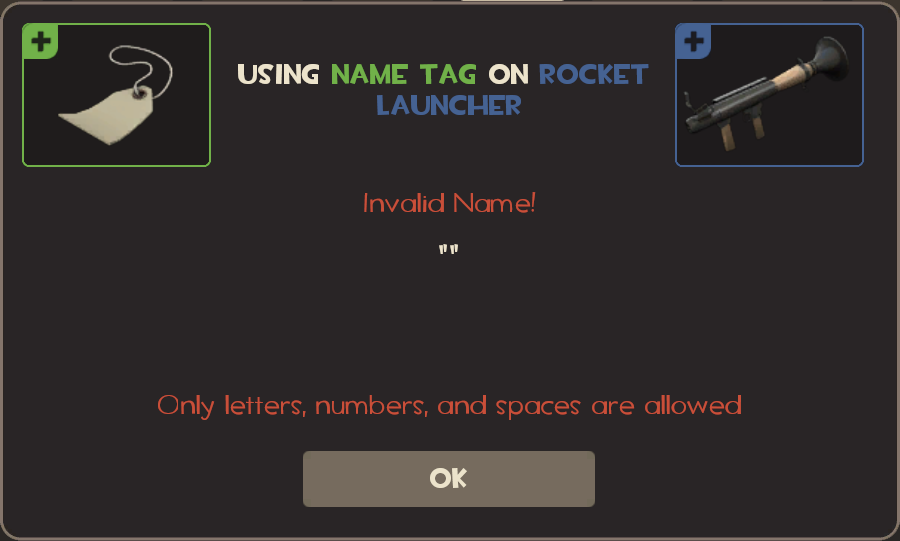 USING NAME TAG ON ROCKET
LAUNCHER
Invalid Name!
""
Only letters, numbers, and spaces are allowed
OK